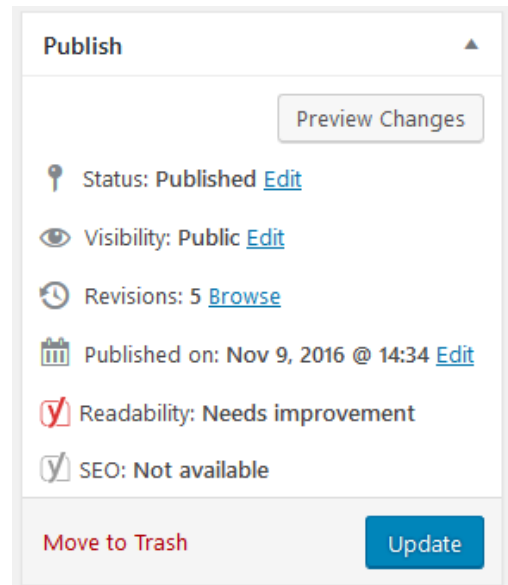 Publish
Preview Changes
Status: Published Edit
Visibility: Public Edit
Revisions: 5 Browse
Published on: Nov 9, 2016 @ 14:34 Edit
Readability: Needs improvement
SEO: Not available
Move to Trash
Update